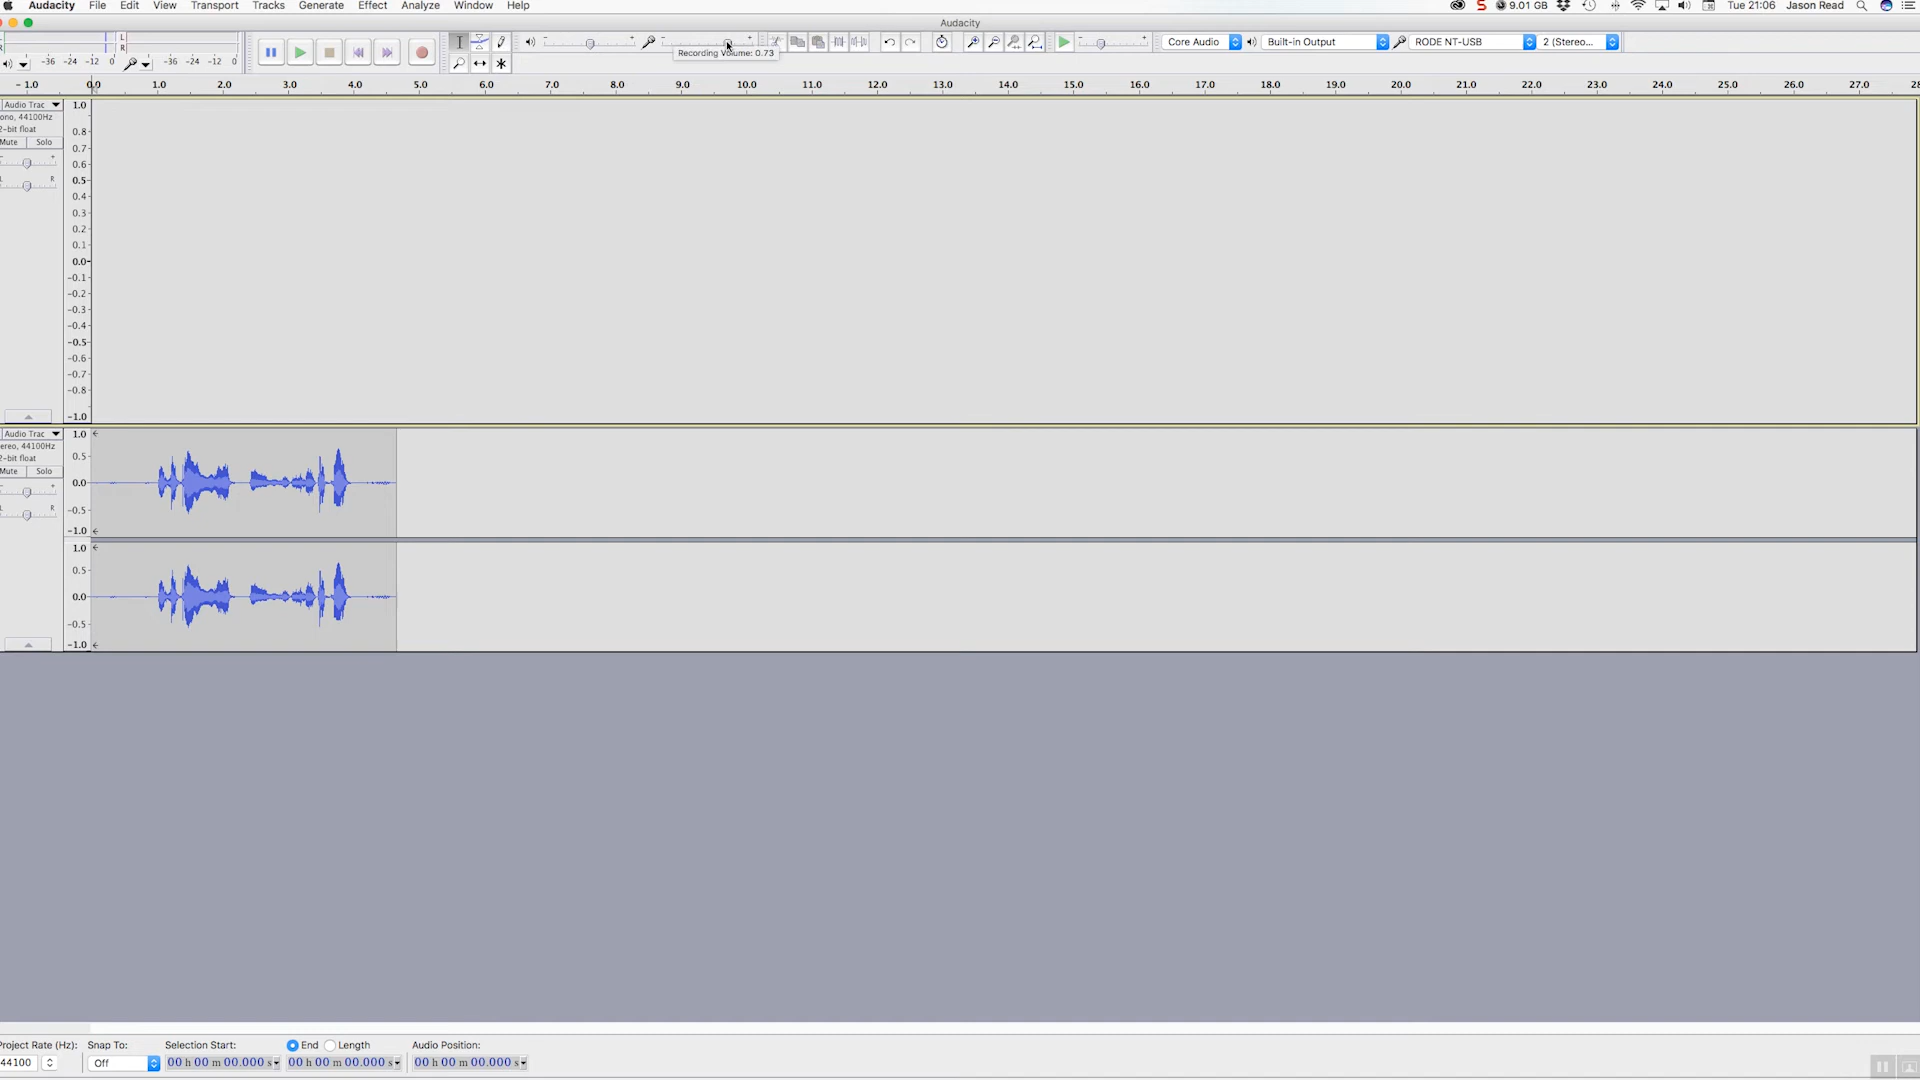 Audacity File Edit View Transport Tracks Generate Effect Analyze Window Help 9.01 GB Tue 21:06 Jason Read
Audacity
L
R R
Recording Volume: 0.73
Core Audio Built-in Output RODE NT-USB 2 (Stereo...
-36 -24 -12 0 -36 -24 -12 0
- 1.0 0.0 1.0 2.0 3.0 4.0 5.0 6.0 7.0 8.0 9.0 10.0 11.0 12.0 13.0 14.0 15.0 16.0 17.0 18.0 19.0 20.0 21.0 22.0 23.0 24.0 25.0 26.0 27.0 28
Audio Trac
ono, 44100Hz
2-bit float
Mute Solo
- +
L R
1.0
0.8
0.7
0.6
0.5
0.4
0.3
0.2
0.1
0.0
-0.1
-0.2
-0.3
-0.4
-0.5
-0.6
-0.7
-0.8
-1.0
Audio Trac
ereo, 44100Hz
2-bit float
Mute Solo
- +
L R
1.0
0.5
0.0
-0.5
-1.0
1.0
0.5
0.0
-0.5
-1.0
Project Rate (Hz): Snap To: Selection Start: End Length Audio Position:
44100 Off 00 h 00 m 00.000 s 00 h 00 m 00.000 s 00 h 00 m 00.000 s